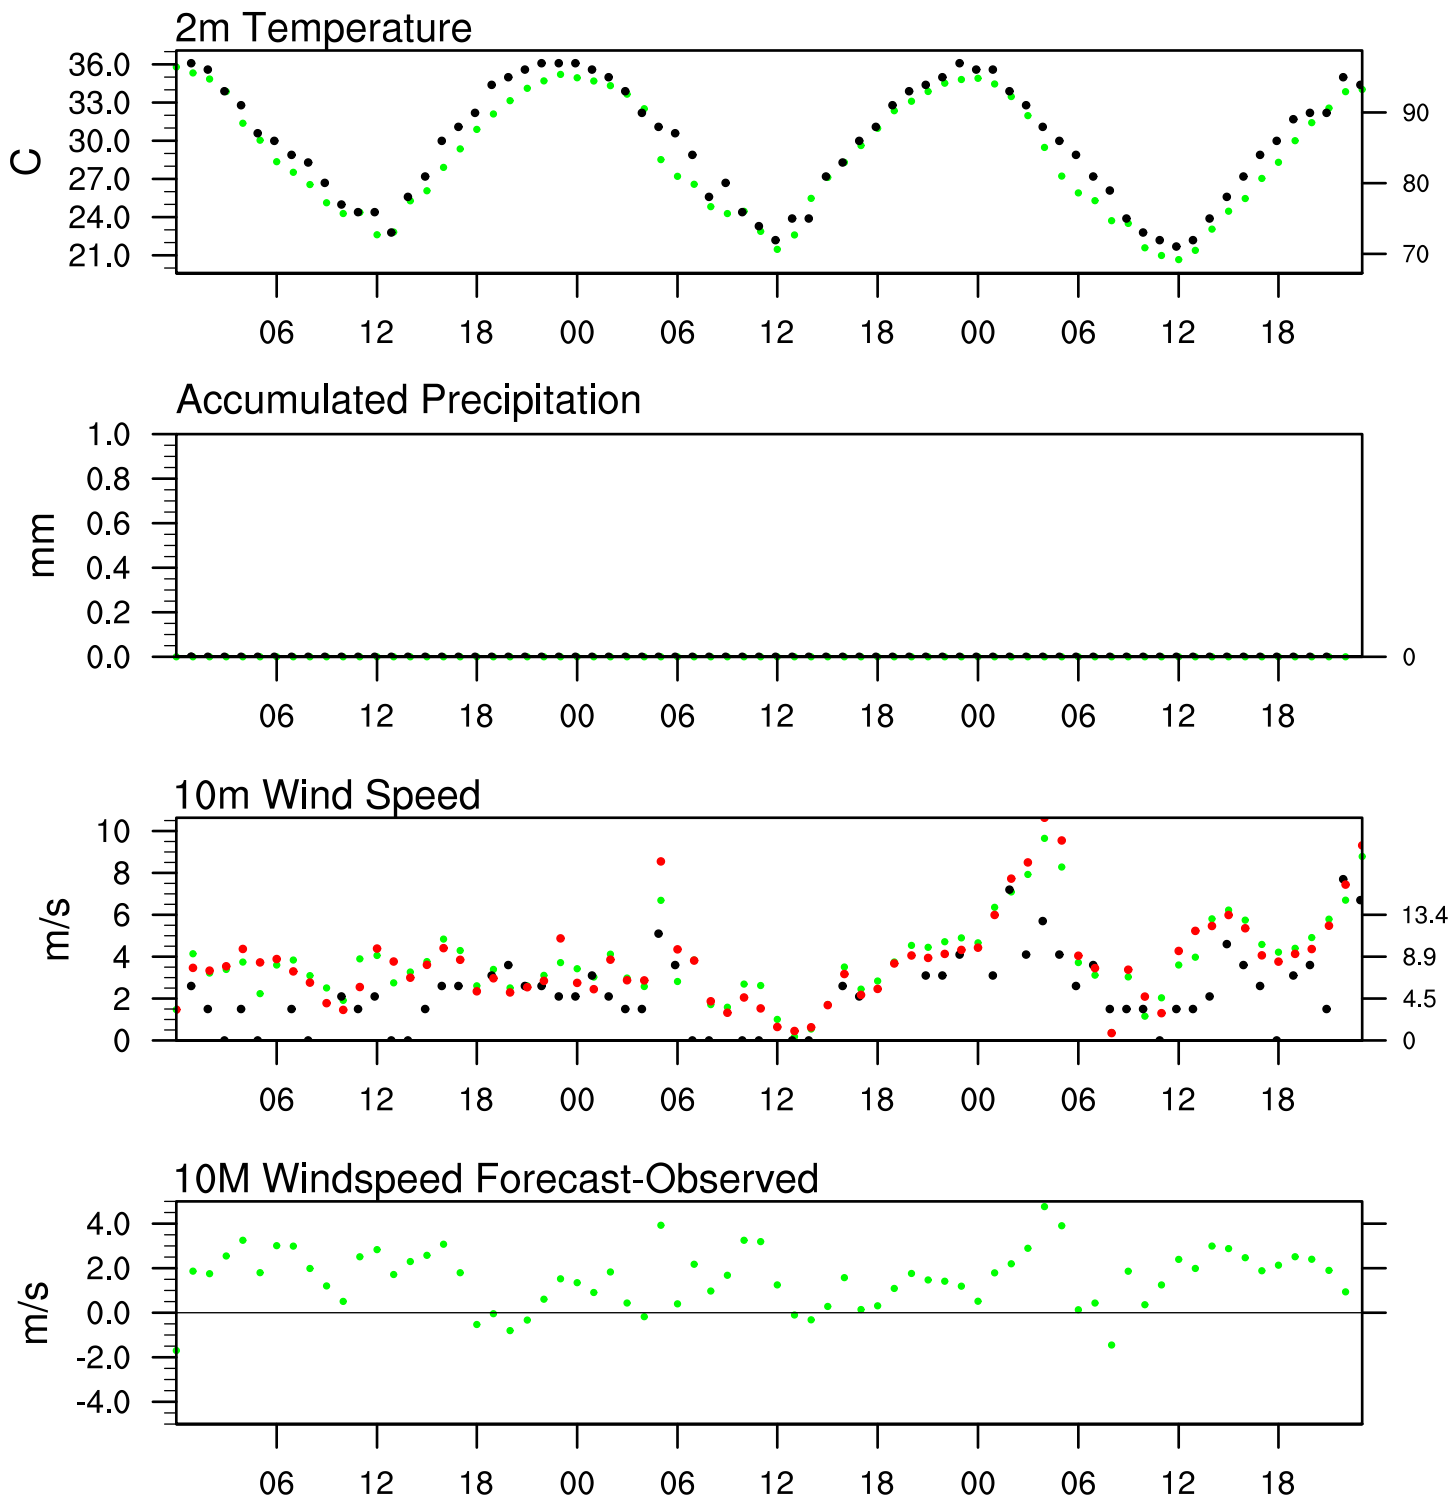 2m Temperature
C
36.0
33.0
30.0
27.0
24.0
21.0
90
80
70
06 12 18 00 06 12 18 00 06 12 18
Accumulated Precipitation
mm
1.0
0.8
0.6
0.4
0.2
0.0
0
06 12 18 00 06 12 18 00 06 12 18
10m Wind Speed
m/s
10
8
6
4
2
0
13.4
8.9
4.5
0
06 12 18 00 06 12 18 00 06 12 18
10M Windspeed Forecast-Observed
m/s
4.0
2.0
0.0
-2.0
-4.0
06 12 18 00 06 12 18 00 06 12 18